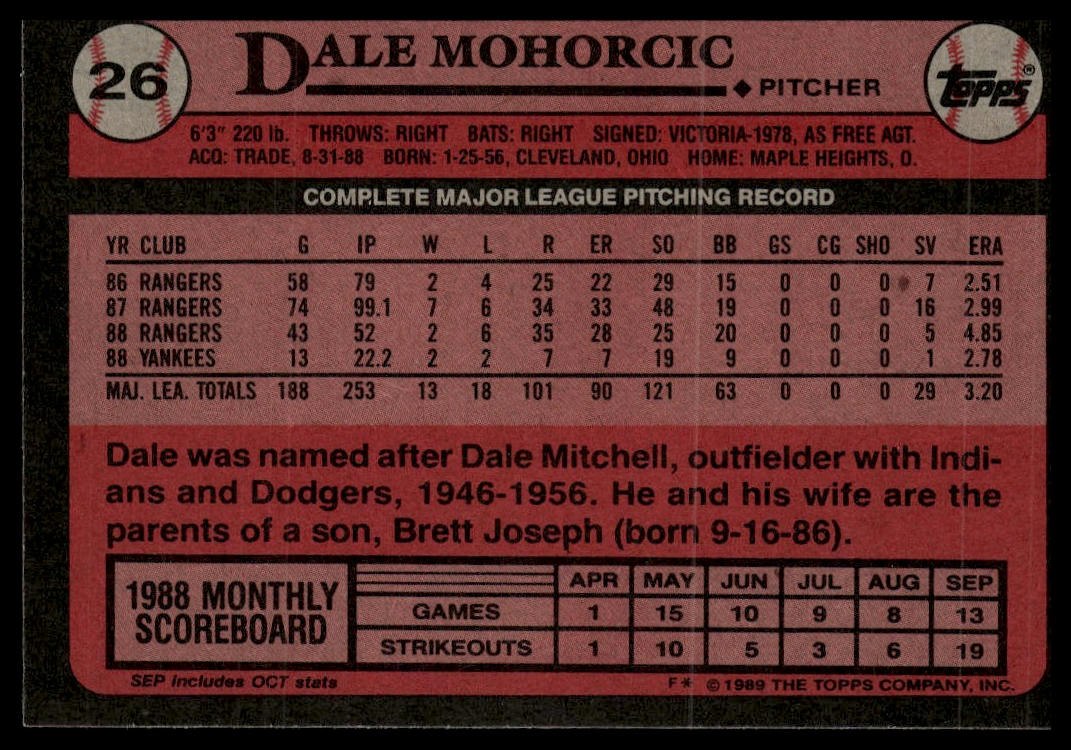 26
DALE MOHORCIC
◆ PITCHER
topps®
6'3" 220 lb. THROWS: RIGHT BATS: RIGHT SIGNED: VICTORIA-1978, AS FREE AGT.
ACQ: TRADE, 8-31-88 BORN: 1-25-56, CLEVELAND, OHIO HOME: MAPLE HEIGHTS, O.
COMPLETE MAJOR LEAGUE PITCHING RECORD
YR CLUB G IP W L R ER SO BB GS CG SHO SV ERA
86 RANGERS 58 79 2 4 25 22 29 15 0 0 0 7 2.51
87 RANGERS 74 99.1 7 6 34 33 48 19 0 0 0 16 2.99
88 RANGERS 43 52 2 6 35 28 25 20 0 0 0 5 4.85
88 YANKEES 13 22.2 2 2 7 7 19 9 0 0 0 1 2.78
MAJ. LEA. TOTALS 188 253 13 18 101 90 121 63 0 0 0 29 3.20
Dale was named after Dale Mitchell, outfielder with Indi-
ans and Dodgers, 1946-1956. He and his wife are the
parents of a son, Brett Joseph (born 9-16-86).
1988 MONTHLY
SCOREBOARD
APR MAY JUN JUL AUG SEP
GAMES 1 15 10 9 8 13
STRIKEOUTS 1 10 5 3 6 19
SEP includes OCT stats
F* © 1989 THE TOPPS COMPANY, INC.